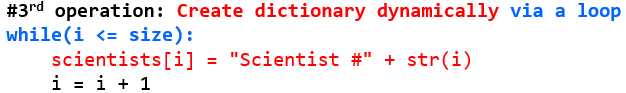 #3rd operation: Create dictionary dynamically via a loop
while(i <= size):
    scientists[i] = "Scientist #" + str(i)
    i = i + 1